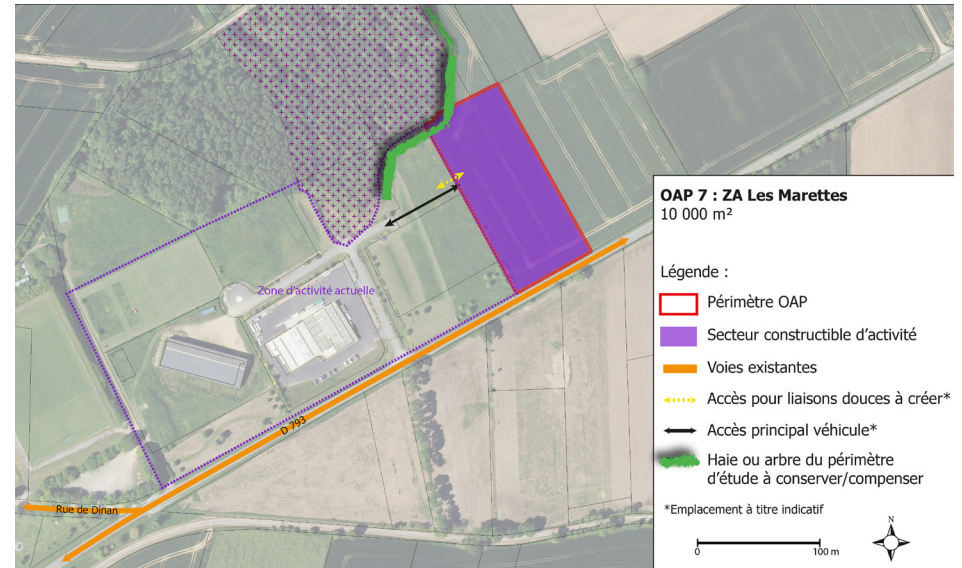 Zone d'activité actuelle
D 793
Rue de Dinan
OAP 7 : ZA Les Marettes
10 000 m²
Légende :
Périmètre OAP
Secteur constructible d'activité
Voies existantes
Accès pour liaisons douces à créer*
Accès principal véhicule*
Haie ou arbre du périmètre
d'étude à conserver/compenser
*Emplacement à titre indicatif
N
0 100 m